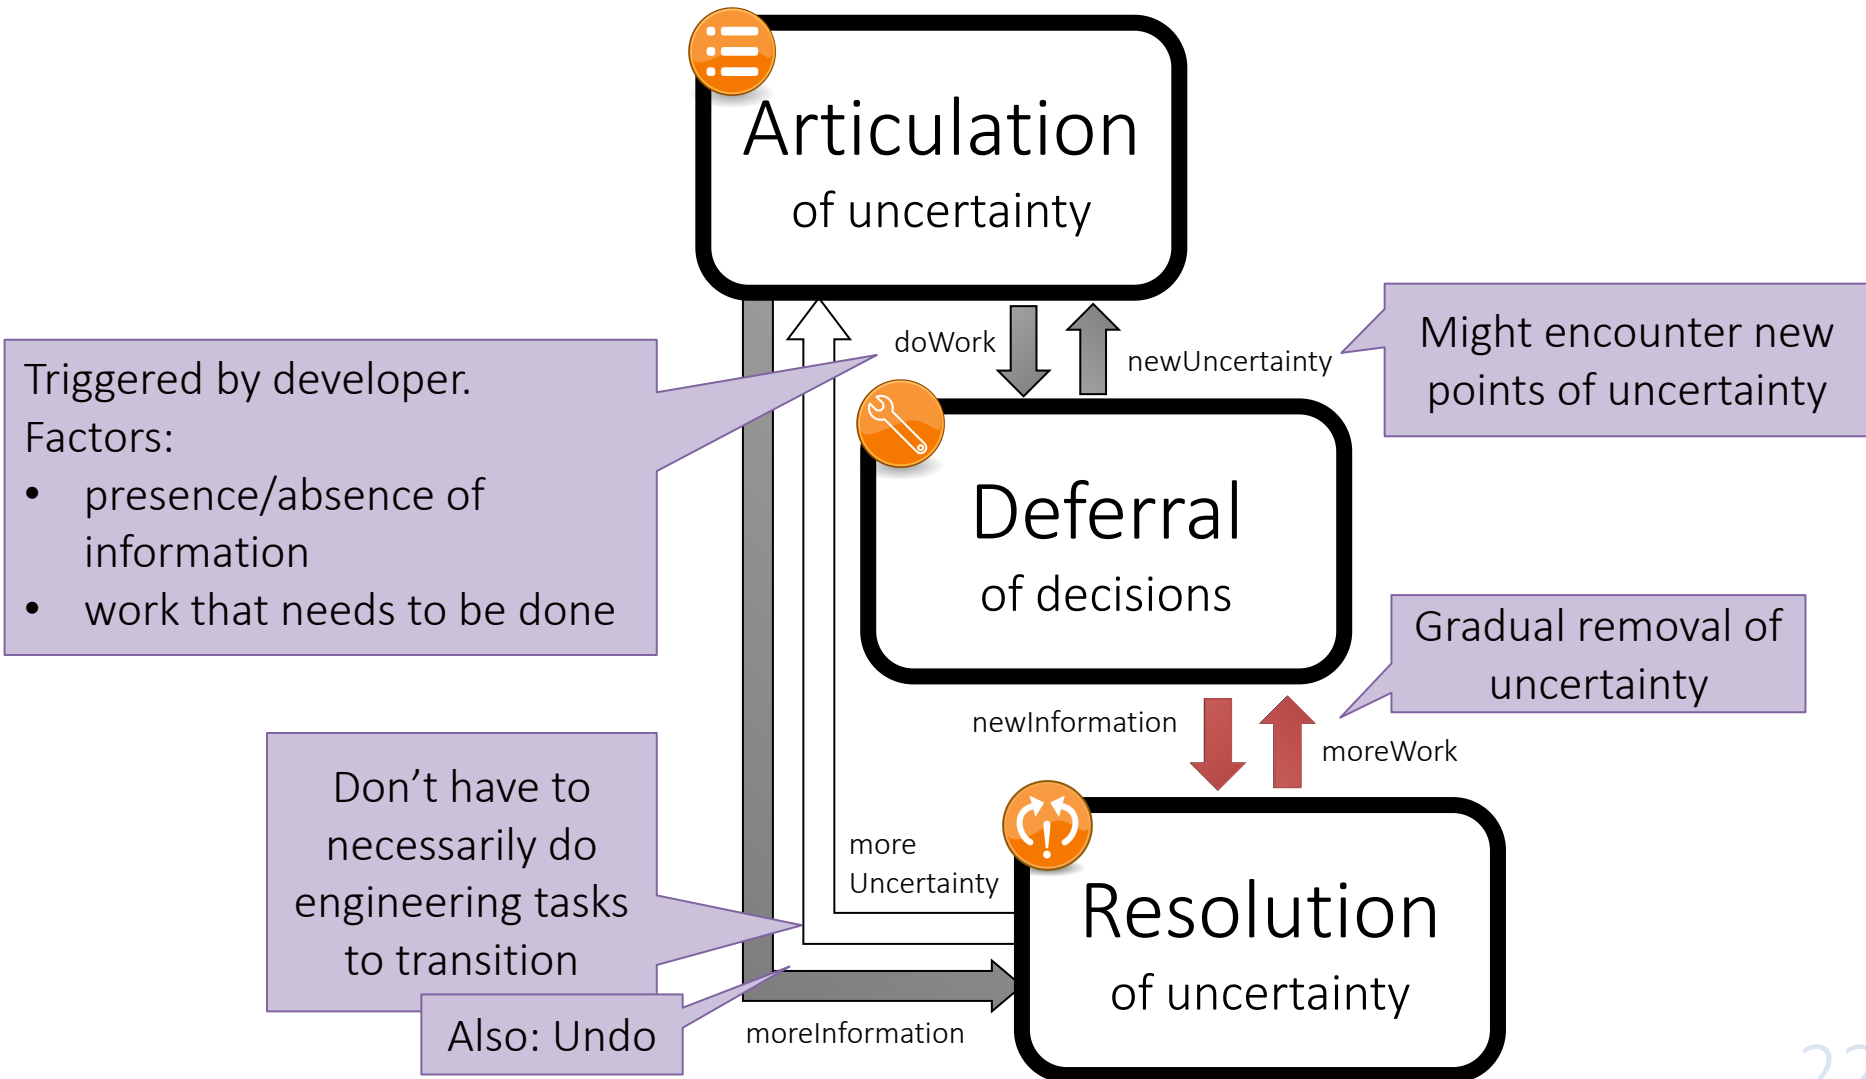 Articulation
of uncertainty
doWork
newUncertainty
Might encounter new
points of uncertainty
Triggered by developer.
Factors:
• presence/absence of
information
• work that needs to be done
Deferral
of decisions
Gradual removal of
uncertainty
newInformation
moreWork
Don’t have to
necessarily do
engineering tasks
to transition
more
Uncertainty
Resolution
of uncertainty
Also: Undo
moreInformation
22